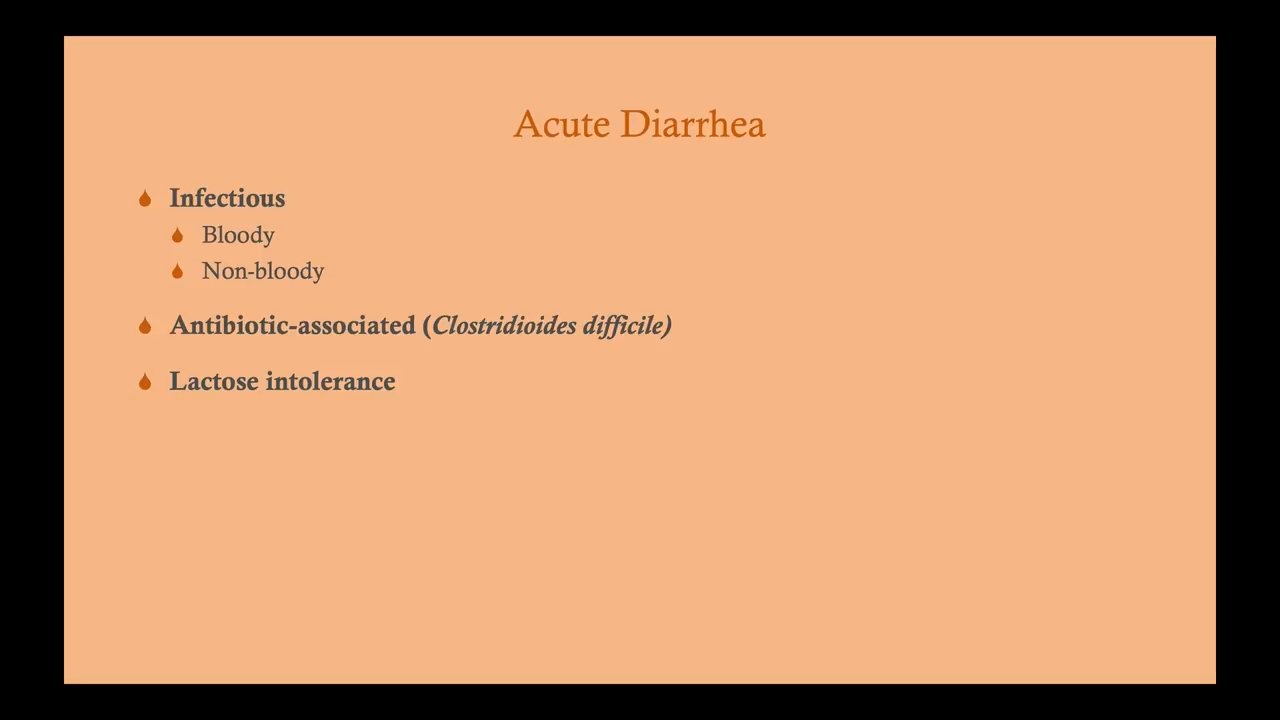 Acute Diarrhea
Infectious
Bloody
Non-bloody
Antibiotic-associated (Clostridioides difficile)
Lactose intolerance